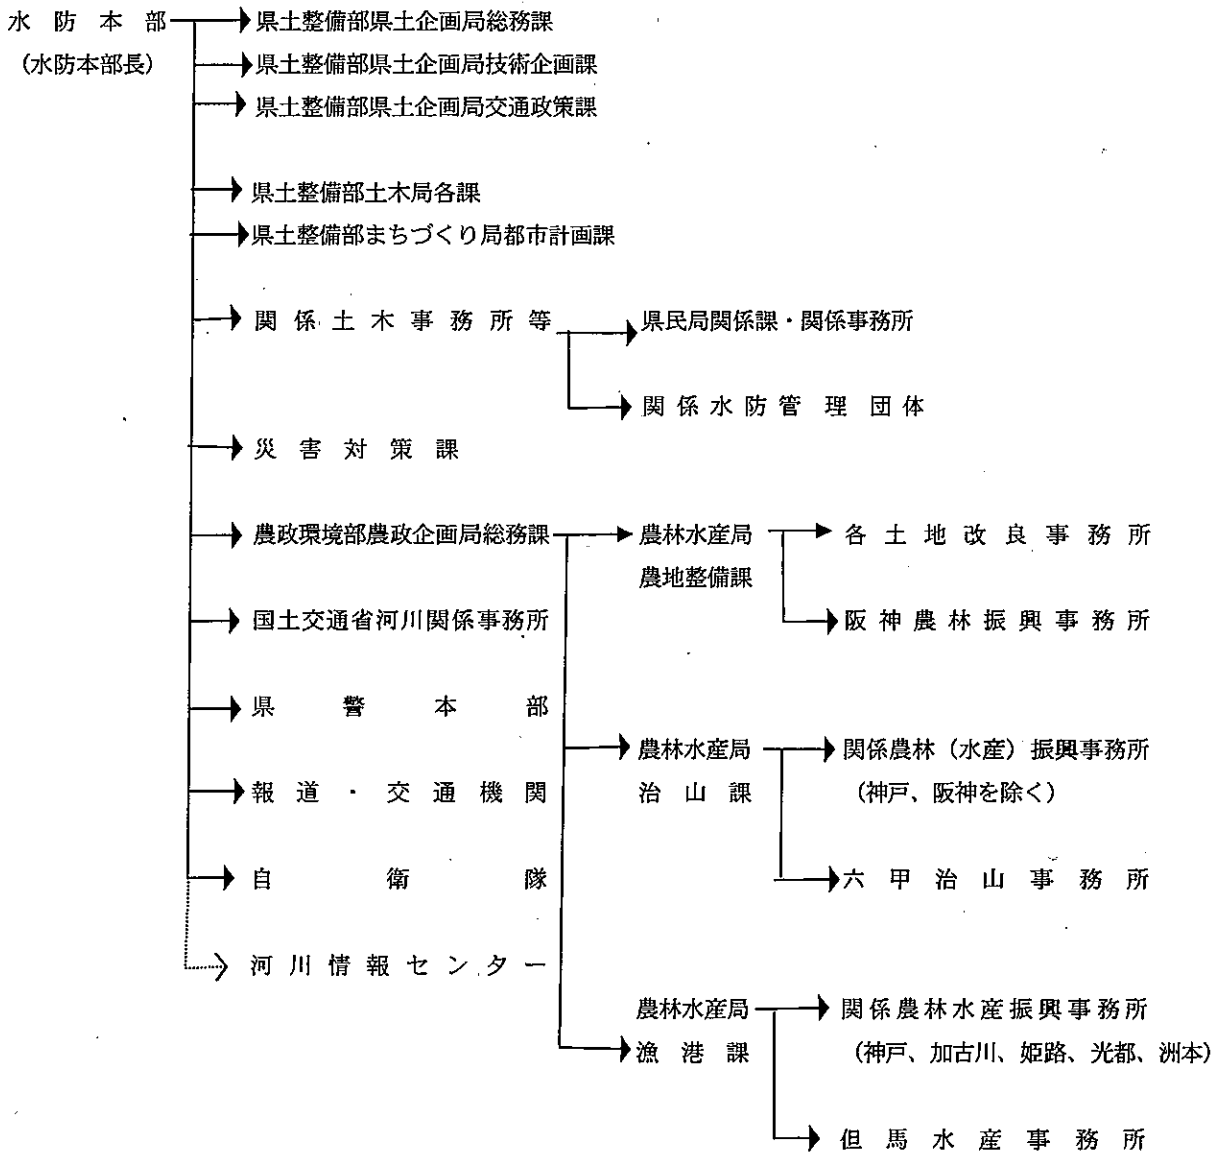 水防本部
県土整備部県土企画局総務課
(水防本部長)
県土整備部県土企画局技術企画課
県土整備部県土企画局交通政策課
県土整備部土木局各課
県土整備部まちづくり局都市計画課
関係土木事務所等
県民局関係課・関係事務所
関係水防管理団体
災害対策課
農政環境部農政企画局総務課
農林水産局
農地整備課
各土地改良事務所
阪神農林振興事務所
国土交通省河川関係事務所
県警本部
農林水産局
治山課
関係農林(水産)振興事務所
(神戸、阪神を除く)
報道・交通機関
自衛隊
六甲治山事務所
河川情報センター
農林水産局
漁港課
関係農林水産振興事務所
(神戸、加古川、姫路、光都、洲本)
但馬水産事務所